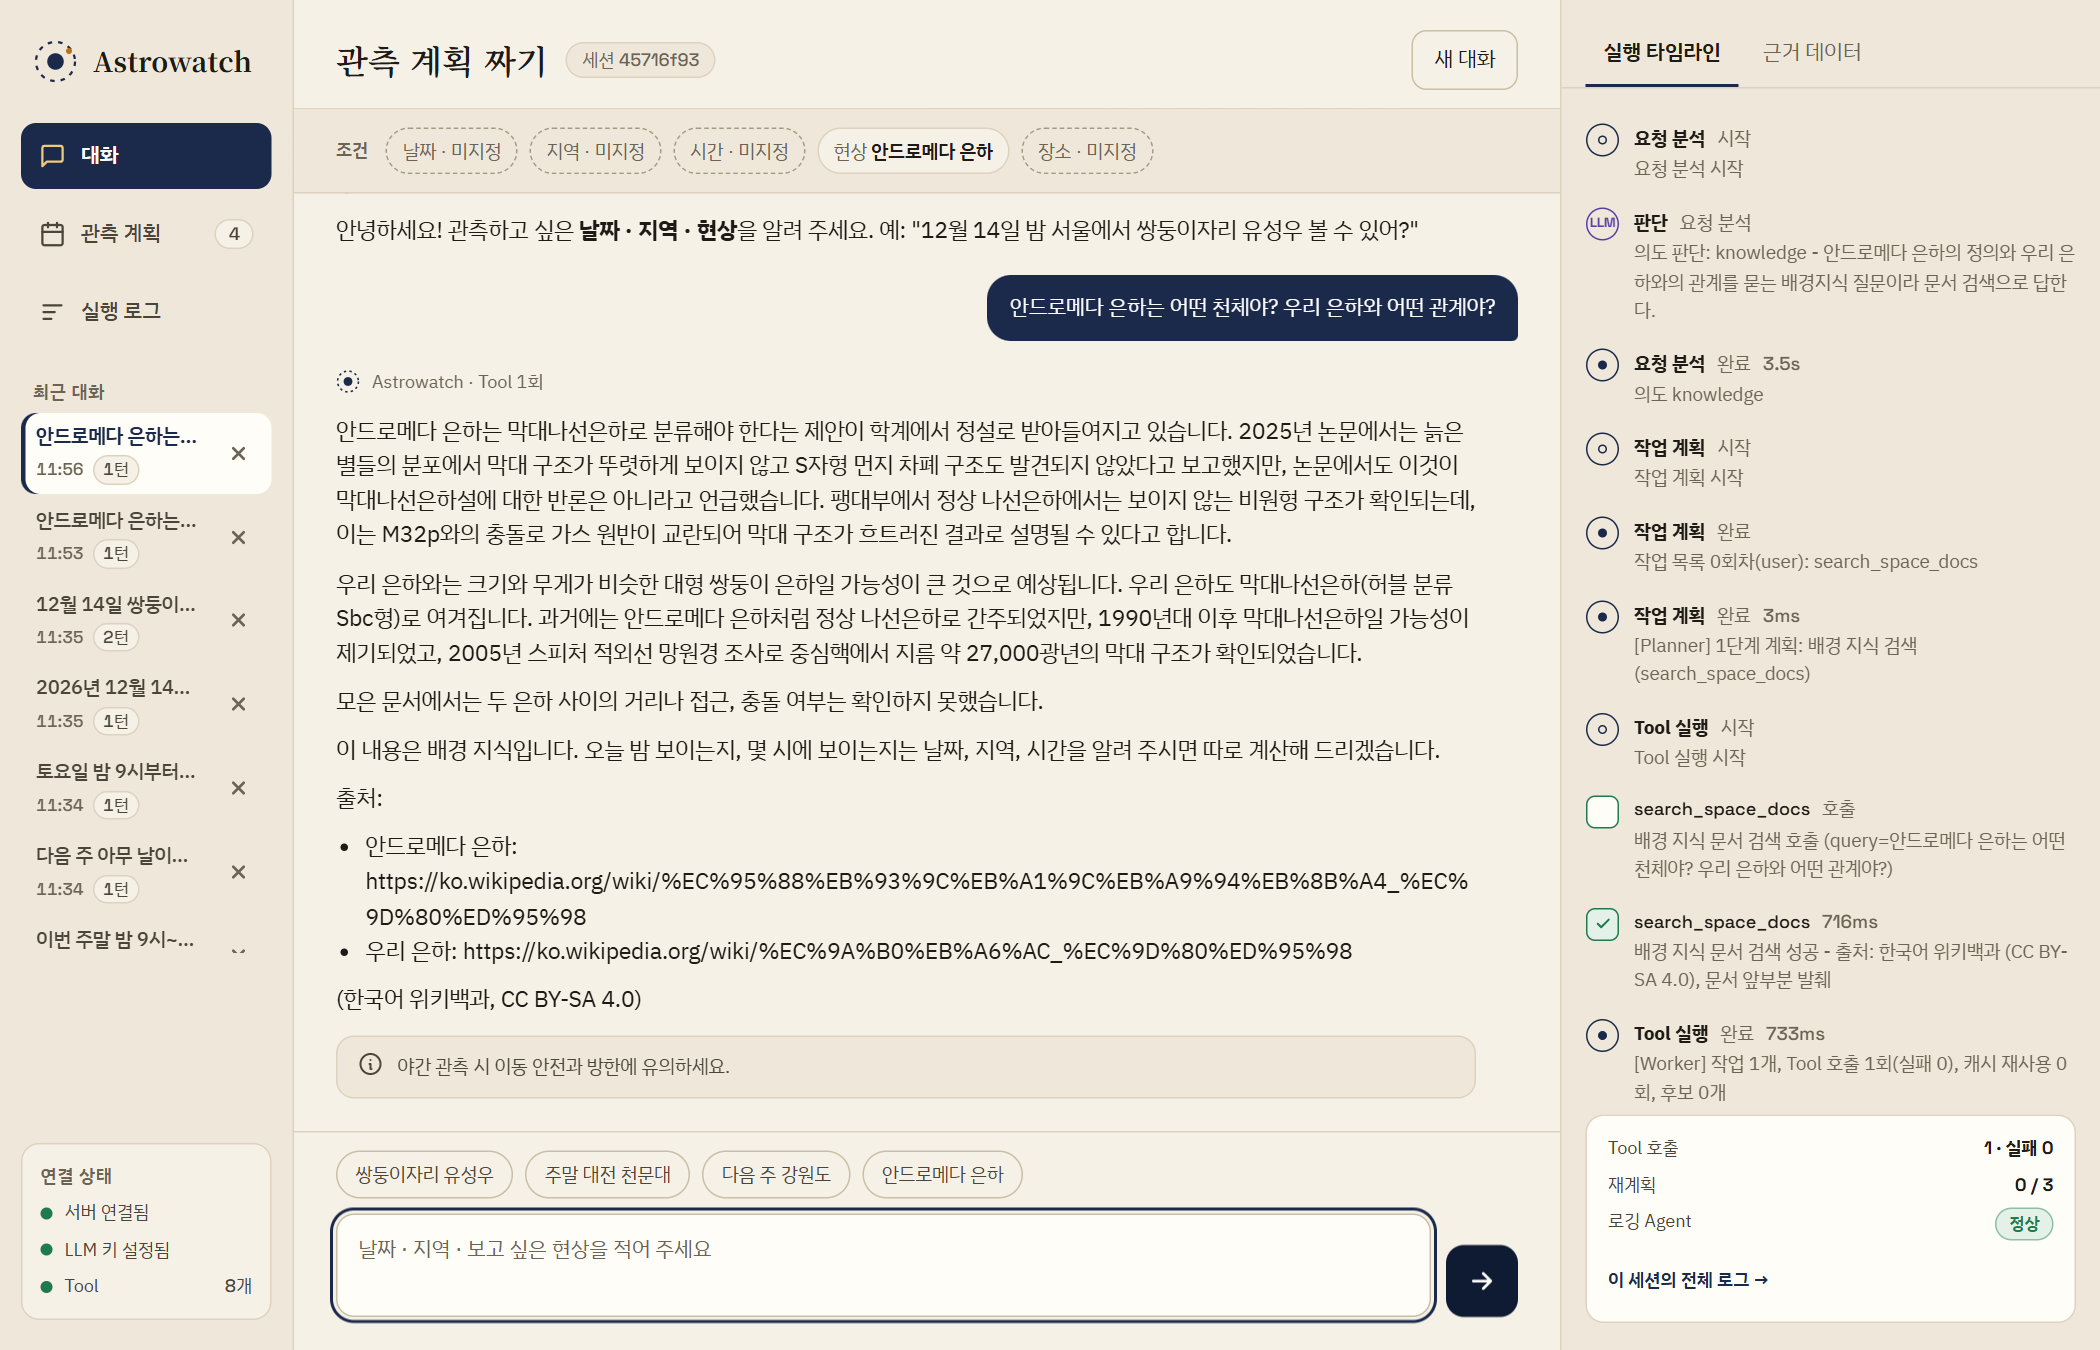 Astrowatch
대화
관측 계획 4
실행 로그
최근 대화
안드로메다 은하는...
11:56 1턴
안드로메다 은하는...
11:53 1턴
12월 14일 쌍둥이...
11:35 2턴
2026년 12월 14...
11:35 1턴
토요일 밤 9시부터...
11:34 1턴
다음 주 아무 날이...
11:34 1턴
이번 주말 밤 9시~...
연결 상태
서버 연결됨
LLM 키 설정됨
Tool 8개
관측 계획 짜기 세션 45716f93 새 대화
조건 날짜 · 미지정 지역 · 미지정 시간 · 미지정 현상 안드로메다 은하 장소 · 미지정
안녕하세요! 관측하고 싶은 날짜 · 지역 · 현상을 알려 주세요. 예: "12월 14일 밤 서울에서 쌍둥이자리 유성우 볼 수 있어?"
안드로메다 은하는 어떤 천체야? 우리 은하와 어떤 관계야?
Astrowatch · Tool 1회
안드로메다 은하는 막대나선은하로 분류해야 한다는 제안이 학계에서 정설로 받아들여지고 있습니다. 2025년 논문에서는 늙은
별들의 분포에서 막대 구조가 뚜렷하게 보이지 않고 S자형 먼지 차폐 구조도 발견되지 않았다고 보고했지만, 논문에서도 이것이
막대나선은하설에 대한 반론은 아니라고 언급했습니다. 팽대부에서 정상 나선은하에서는 보이지 않는 비원형 구조가 확인되는데,
이는 M32p와의 충돌로 가스 원반이 교란되어 막대 구조가 흐트러진 결과로 설명될 수 있다고 합니다.
우리 은하와는 크기와 무게가 비슷한 대형 쌍둥이 은하일 가능성이 큰 것으로 예상됩니다. 우리 은하도 막대나선은하(허블 분류
Sbc형)로 여겨집니다. 과거에는 안드로메다 은하처럼 정상 나선은하로 간주되었지만, 1990년대 이후 막대나선은하일 가능성이
제기되었고, 2005년 스피처 적외선 망원경 조사로 중심핵에서 지름 약 27,000광년의 막대 구조가 확인되었습니다.
모은 문서에서는 두 은하 사이의 거리나 접근, 충돌 여부는 확인하지 못했습니다.
이 내용은 배경 지식입니다. 오늘 밤 보이는지, 몇 시에 보이는지는 날짜, 지역, 시간을 알려 주시면 따로 계산해 드리겠습니다.
출처:
• 안드로메다 은하:
https://ko.wikipedia.org/wiki/%EC%95%88%EB%93%9C%EB%A1%9C%EB%A9%94%EB%8B%A4_%EC%
9D%80%ED%95%98
• 우리 은하: https://ko.wikipedia.org/wiki/%EC%9A%B0%EB%A6%AC_%EC%9D%80%ED%95%98
(한국어 위키백과, CC BY-SA 4.0)
야간 관측 시 이동 안전과 방한에 유의하세요.
쌍둥이자리 유성우 주말 대전 천문대 다음 주 강원도 안드로메다 은하
날짜 · 지역 · 보고 싶은 현상을 적어 주세요
실행 타임라인 근거 데이터
요청 분석 시작
요청 분석 시작
LLM 판단 요청 분석
의도 판단: knowledge - 안드로메다 은하의 정의와 우리 은
하와의 관계를 묻는 배경지식 질문이라 문서 검색으로 답한
다.
요청 분석 완료 3.5s
의도 knowledge
작업 계획 시작
작업 계획 시작
작업 계획 완료
작업 목록 0회차(user): search_space_docs
작업 계획 완료 3ms
[Planner] 1단계 계획: 배경 지식 검색
(search_space_docs)
Tool 실행 시작
Tool 실행 시작
search_space_docs 호출
배경 지식 문서 검색 호출 (query=안드로메다 은하는 어떤
천체야? 우리 은하와 어떤 관계야?)
search_space_docs 716ms
배경 지식 문서 검색 성공 - 출처: 한국어 위키백과 (CC BY-
SA 4.0), 문서 앞부분 발췌
Tool 실행 완료 733ms
[Worker] 작업 1개, Tool 호출 1회(실패 0), 캐시 재사용 0
회, 후보 0개
Tool 호출 1 · 실패 0
재계획 0 / 3
로깅 Agent 정상
이 세션의 전체 로그 →